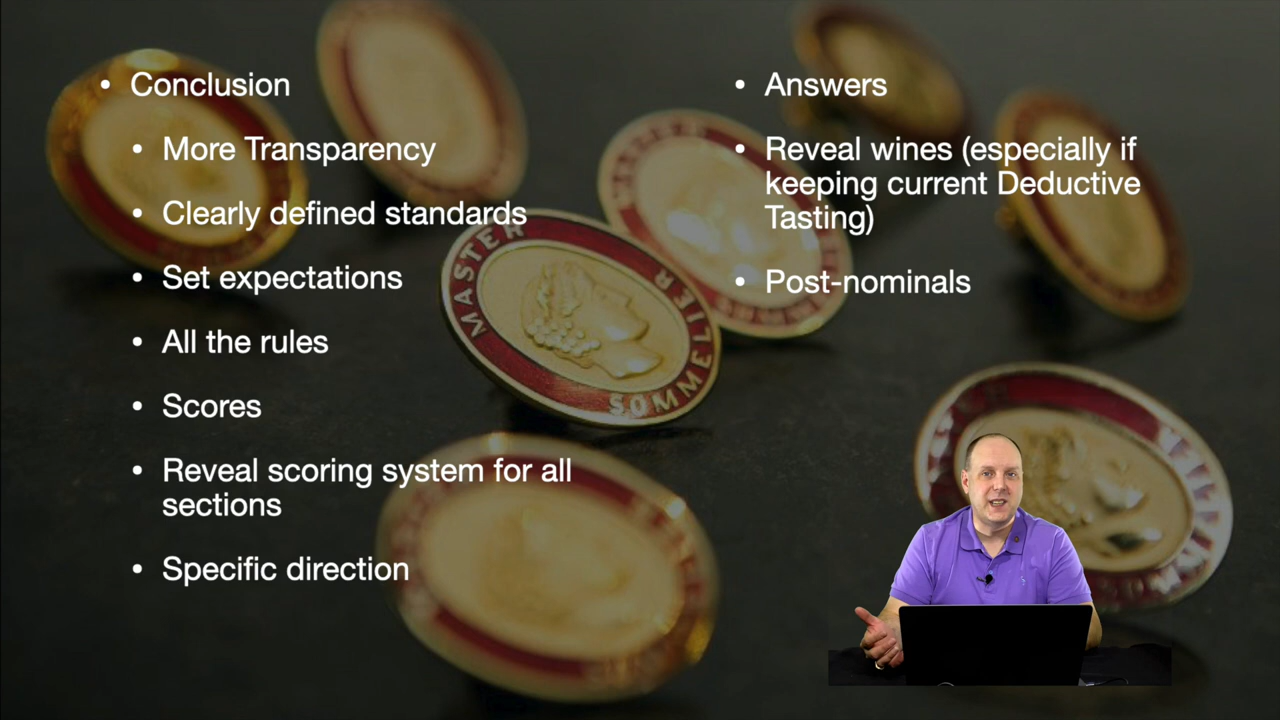 Conclusion
More Transparency
Clearly defined standards
Set expectations
All the rules
Scores
Reveal scoring system for all
sections
Specific direction
Answers
Reveal wines (especially if
keeping current Deductive
Tasting)
Post-nominals
MASTER
SOMMELIER